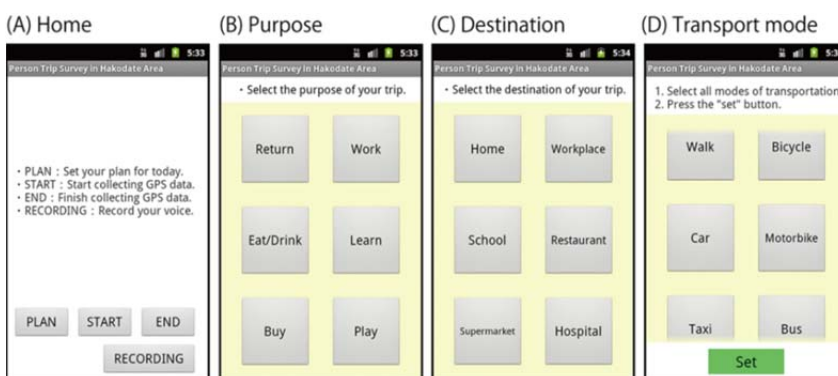 (A) Home
5:33
Person Trip Survey in Hakodate Area
・PLAN : Set your plan for today.
・START : Start collecting GPS data.
・END : Finish collecting GPS data.
・RECORDING : Record your voice.
PLAN START END
RECORDING
(B) Purpose
5:33
Person Trip Survey in Hakodate Area
・Select the purpose of your trip.
Return Work
Eat/Drink Learn
Buy Play
(C) Destination
5:34
Person Trip Survey in Hakodate Area
・Select the destination of your trip.
Home Workplace
School Restaurant
Supermarket Hospital
(D) Transport mode
Person Trip Survey in Hakodate Area
1. Select all modes of transportation
2. Press the "set" button.
Walk Bicycle
Car Motorbike
Taxi Bus
Set